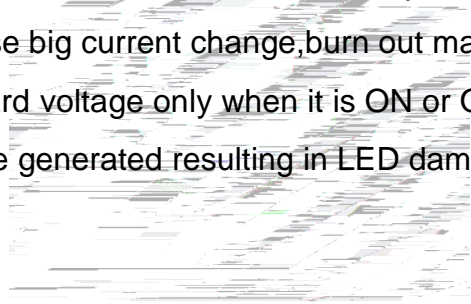 se big current change,burn out ma
rd voltage only when it is ON or
e generated resulting in LED dam